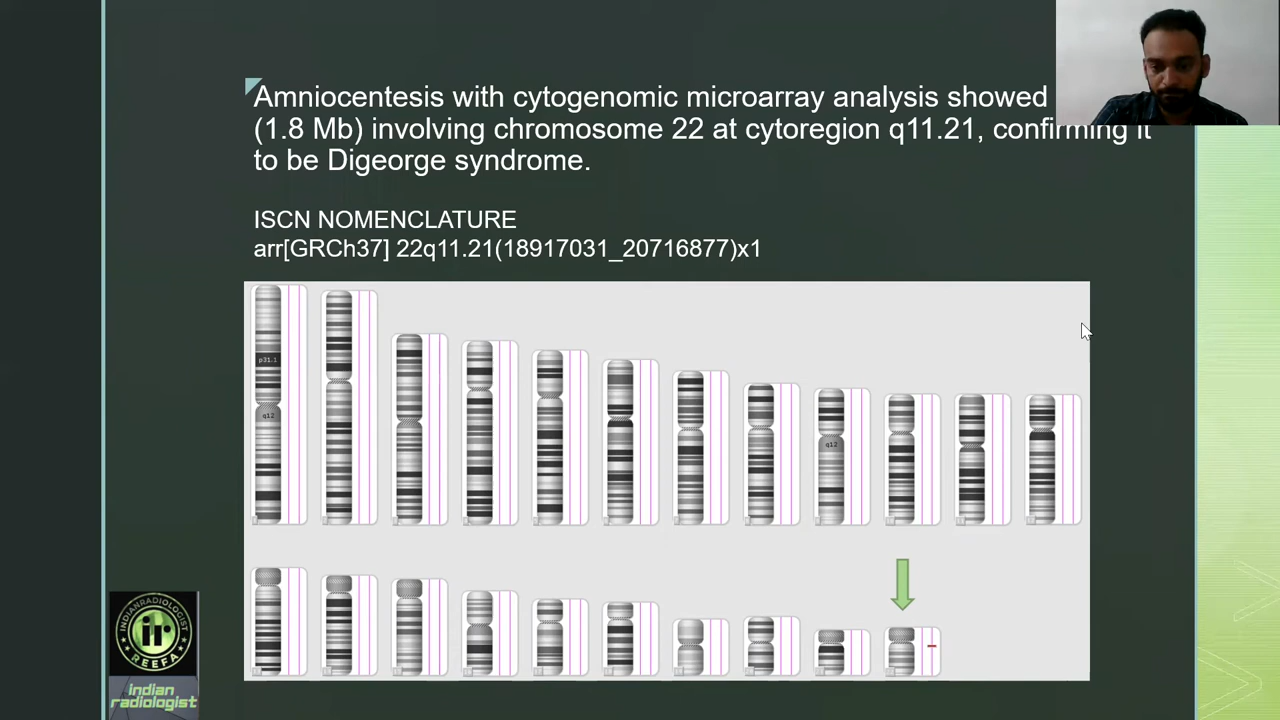 Amniocentesis with cytogenomic microarray analysis showed
(1.8 Mb) involving chromosome 22 at cytoregion q11.21, confirming it
to be Digeorge syndrome.
ISCN NOMENCLATURE
arr[GRCh37] 22q11.21(18917031_20716877)x1
p31.1
q12
q12
INDIANRADIOLOGIST
ir
REEFA
indian
radiologist